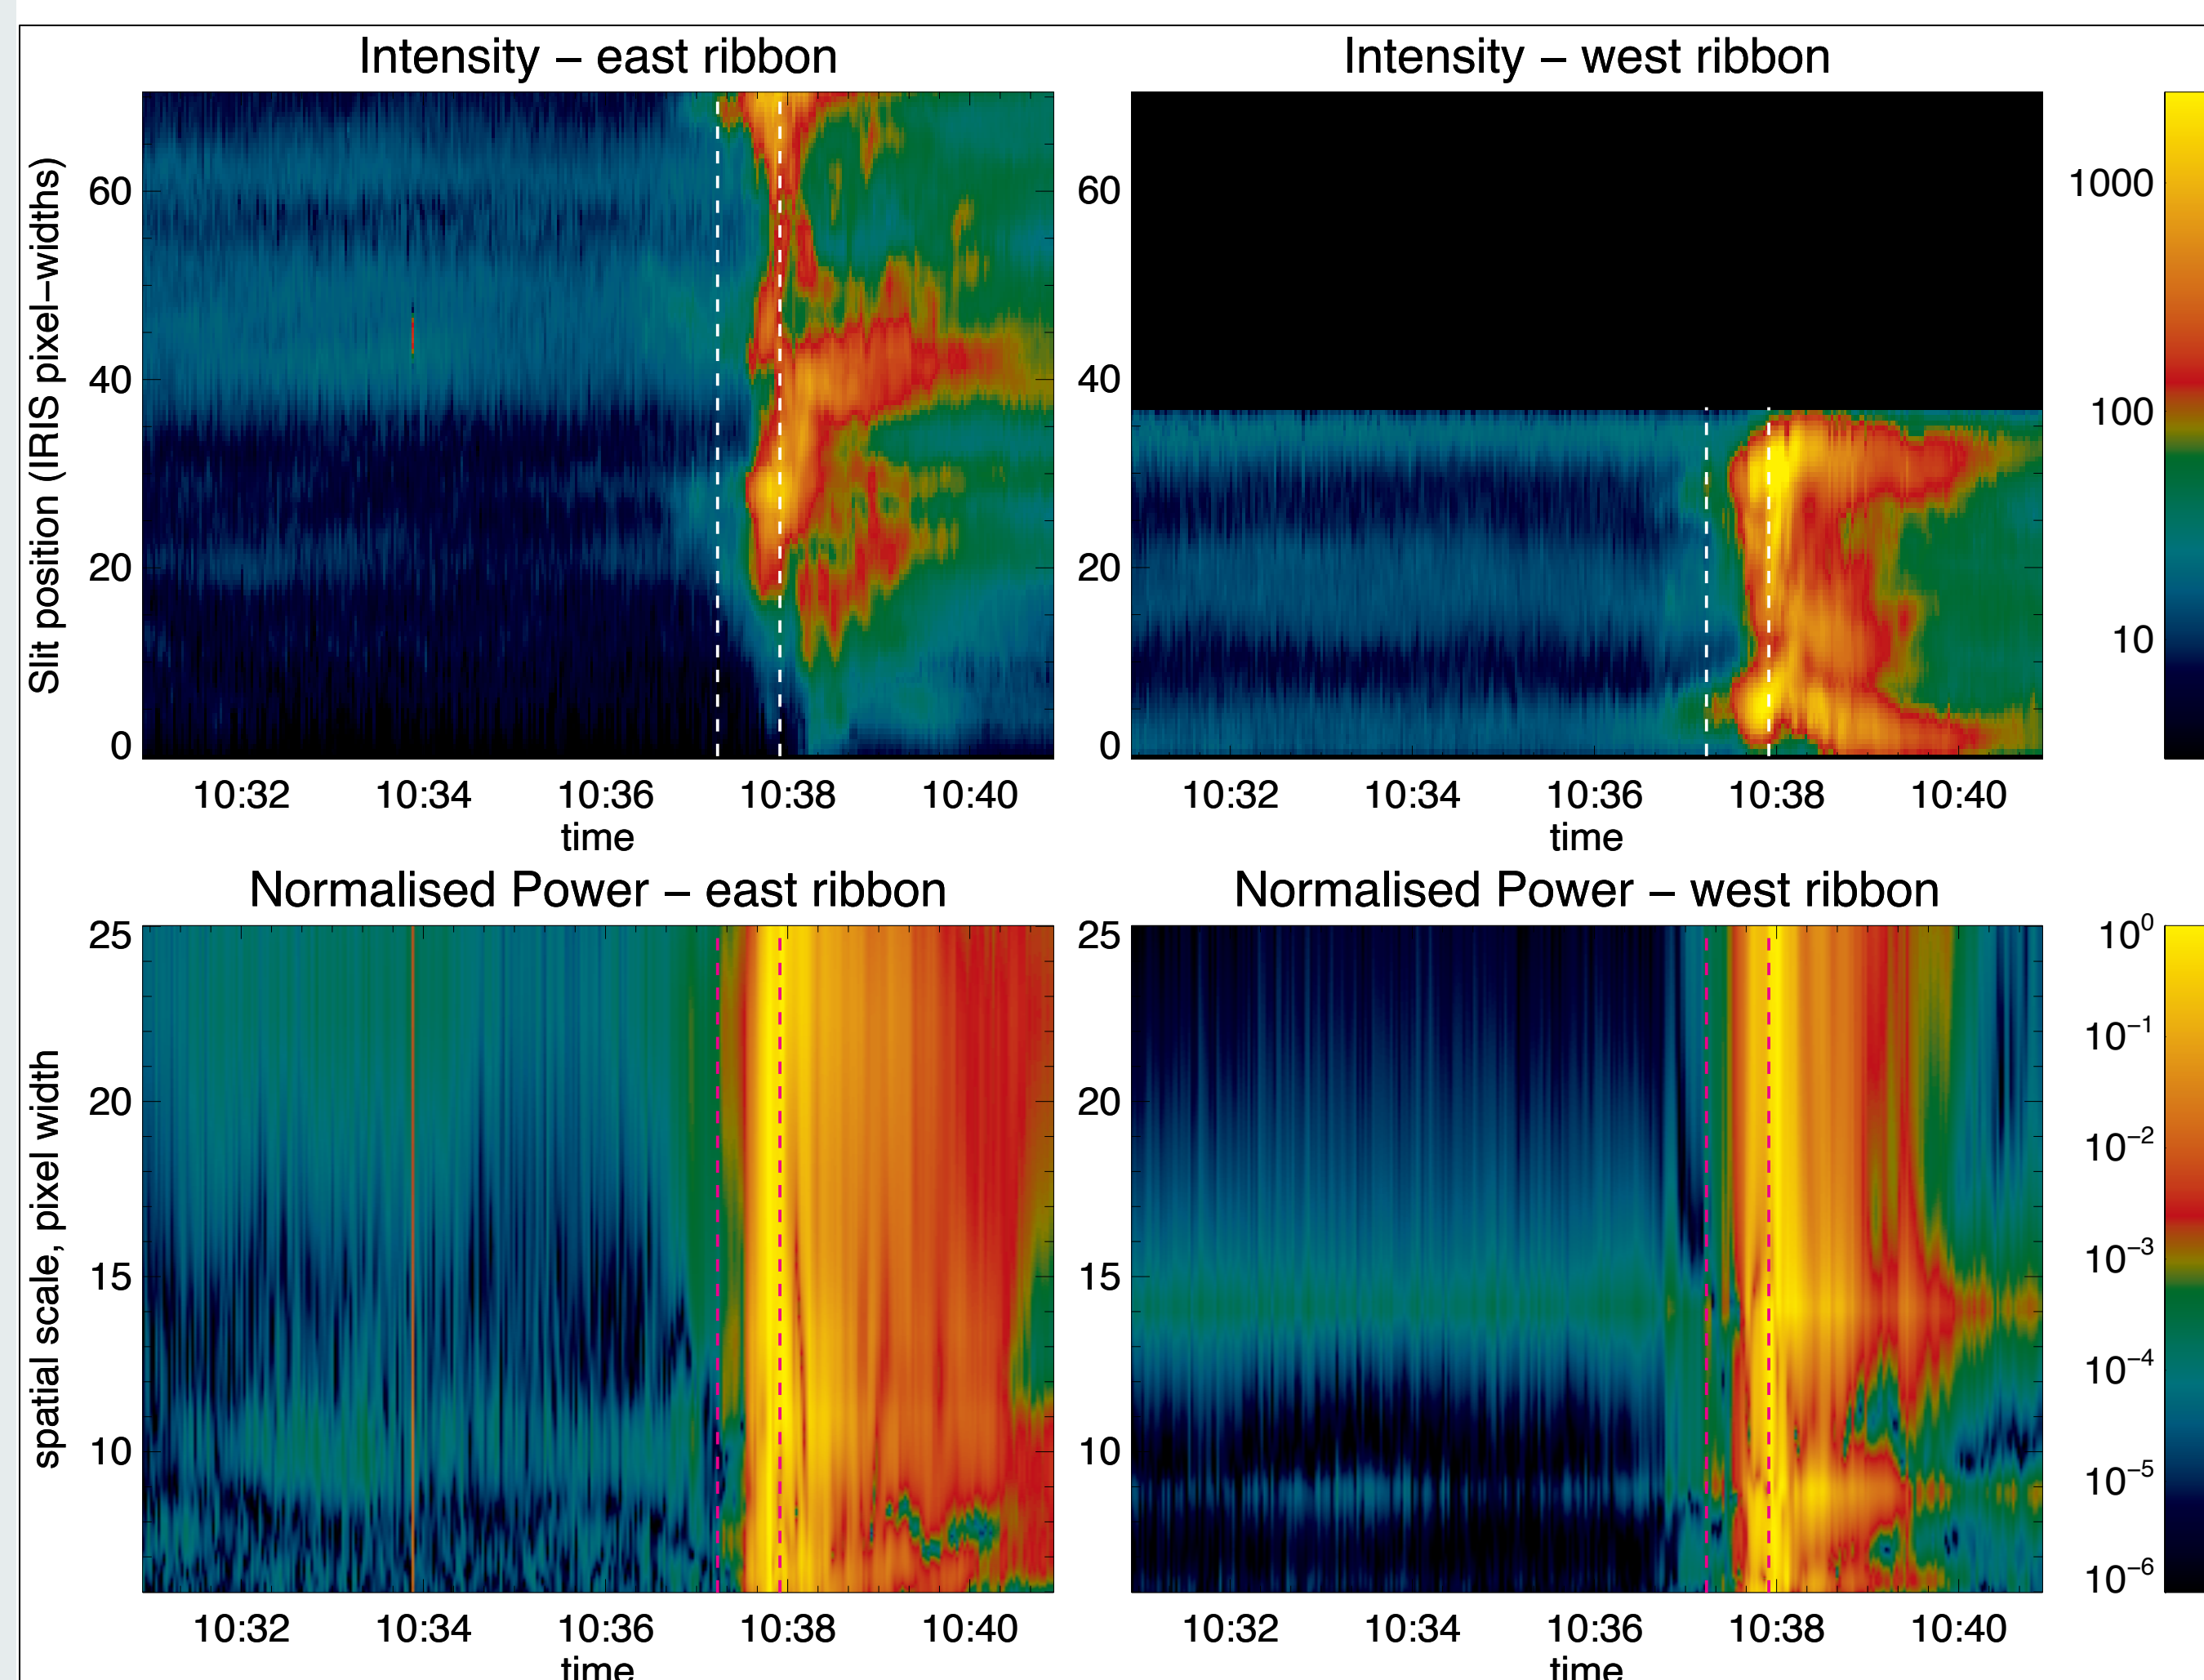 Intensity – east ribbon
Intensity – west ribbon
Slit position (IRIS pixel–widths)
60
40
20
0
10:32 10:34 10:36 10:38 10:40
time
60
40
20
0
10:32 10:34 10:36 10:38 10:40
time
1000
100
10
Normalised Power – east ribbon
Normalised Power – west ribbon
spatial scale, pixel width
25
20
15
10
10:32 10:34 10:36 10:38 10:40
time
25
20
15
10
10:32 10:34 10:36 10:38 10:40
time
10⁰
10⁻¹
10⁻²
10⁻³
10⁻⁴
10⁻⁵
10⁻⁶